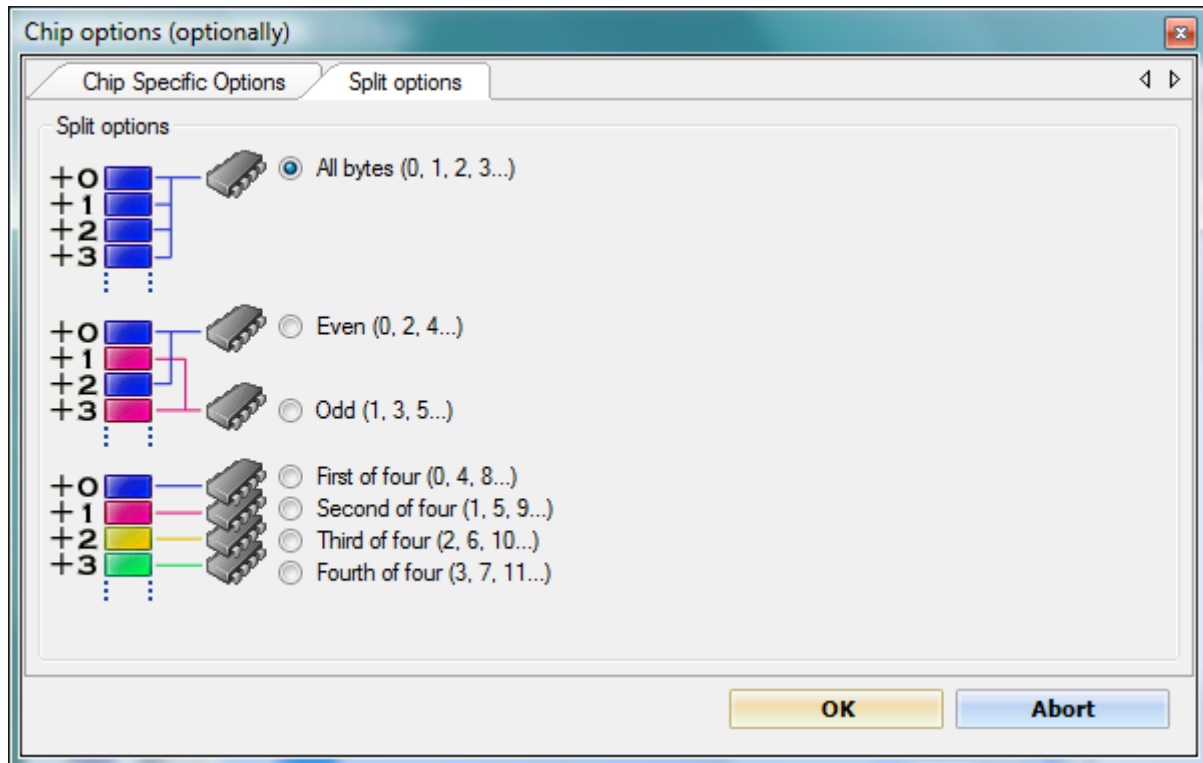 Chip options (optionally)
Chip Specific Options
Split options
Split options
+0
+1
+2
+3
All bytes (0, 1, 2, 3...)
+0
+1
+2
+3
Even (0, 2, 4...)
Odd (1, 3, 5...)
+0
+1
+2
+3
First of four (0, 4, 8...)
Second of four (1, 5, 9...)
Third of four (2, 6, 10...)
Fourth of four (3, 7, 11...)
OK
Abort